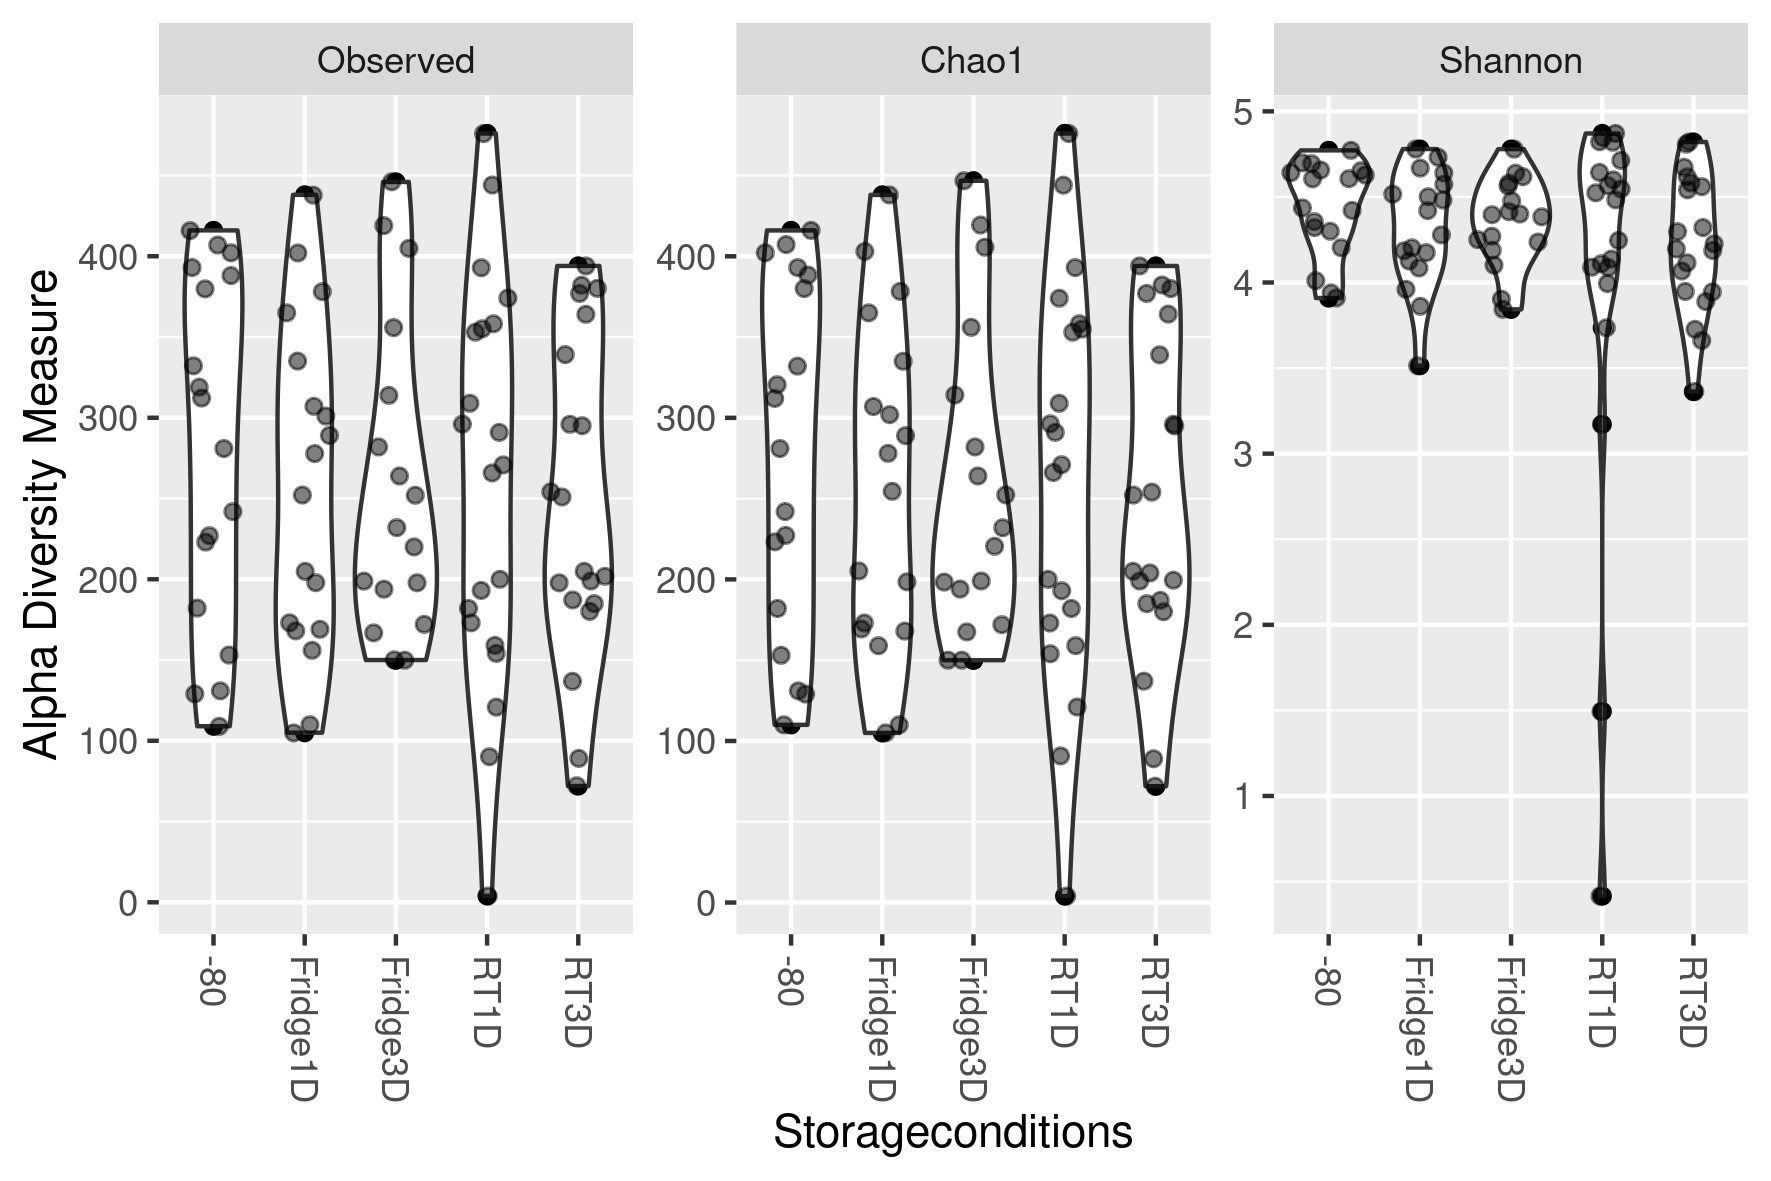 Observed
Chao1
Shannon
Alpha Diversity Measure
400
300
200
100
0
400
300
200
100
0
5
4
3
2
1
-80
Fridge1D
Fridge3D
RT1D
RT3D
-80
Fridge1D
Fridge3D
RT1D
RT3D
-80
Fridge1D
Fridge3D
RT1D
RT3D
Storageconditions